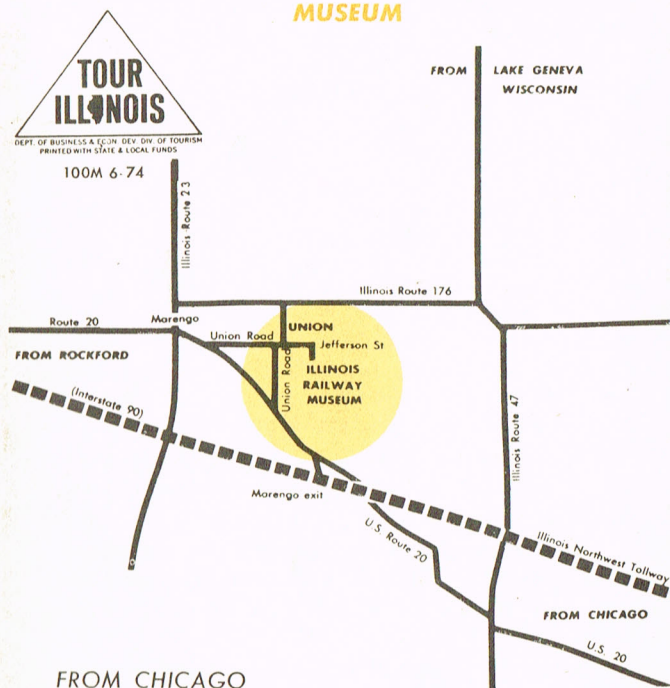 MUSEUM
TOUR
ILLINOIS
DEPT. OF BUSINESS & ECON. DEV. DIV. OF TOURISM
PRINTED WITH STATE & LOCAL FUNDS
100M 6-74
FROM LAKE GENEVA
WISCONSIN
Illinois Route 23
Illinois Route 176
Route 20
Marengo
Union Road
UNION
Jefferson St
FROM ROCKFORD
ILLINOIS
RAILWAY
MUSEUM
Union Road
(Interstate 90)
Illinois Route 47
Marengo exit
U.S. Route 20
Illinois Northwest Tollway
FROM CHICAGO
U.S. 20
FROM CHICAGO